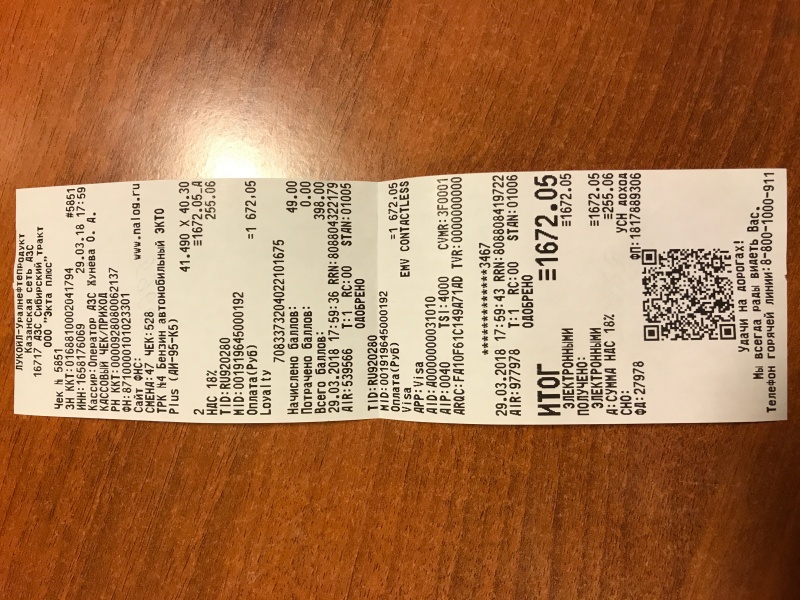 ЛУКОЙЛ-Уралнефтепродукт
Казанская сеть АЗС
16717 АЗС Сибирский тракт
ООО "Экта плюс"
Чек N 5851 #5851
ЗН ККТ:0168810002041794
ИНН:1658176069 29.03.18 17:59
Кассир:Оператор АЗС Хунева О. А.
КАССОВЫЙ ЧЕК/ПРИХОД
РН ККТ:0000928080062137
ФН:8710000101023301
Сайт ФНС: www.nalog.ru
СМЕНА:47 ЧЕК:528
ТРК №4 Бензин автомобильный ЭКТО
Plus (АИ-95-К5)
41.490 X 40.30
2 ≡1672.05_А
НДС 18% 255.06
TID:RU920280
MID:001919645000192
Оплата(Руб) =1 672.05
Loyalty
7083373204022101675
Начислено Баллов: 49.00
Потрачено Баллов: 0.00
Всего Баллов: 398.00
29.03.2018 17:59:36 RRN:808804322179
AIR:539566 T:1 RC:00 STAN:01005
ОДОБРЕНО
TID:RU920280
MID:001919645000192
Оплата(Руб) =1 672.05
Visa EMV CONTACTLESS
APP:Visa
AID:A0000000031010
AIP:0040 TSI:4000 CVMR:3F0001
ARQC:FA10F61C149A71AD TVR:0000000000
***************3467
29.03.2018 17:59:43 RRN:808808419722
AIR:977978 T:1 RC:00 STAN:01006
ОДОБРЕНО
ИТОГ ≡1672.05
ЭЛЕКТРОННЫМИ ≡1672.05
ПОЛУЧЕНО:
ЭЛЕКТРОННЫМИ ≡1672.05
А:СУММА НДС 18% ≡255.06
СНО: УСН ДОХОД
ФД:27978 ФП:1817689306
Удачи на дорогах!
Мы всегда рады видеть Вас.
Телефон горячей линии:8-800-1000-911